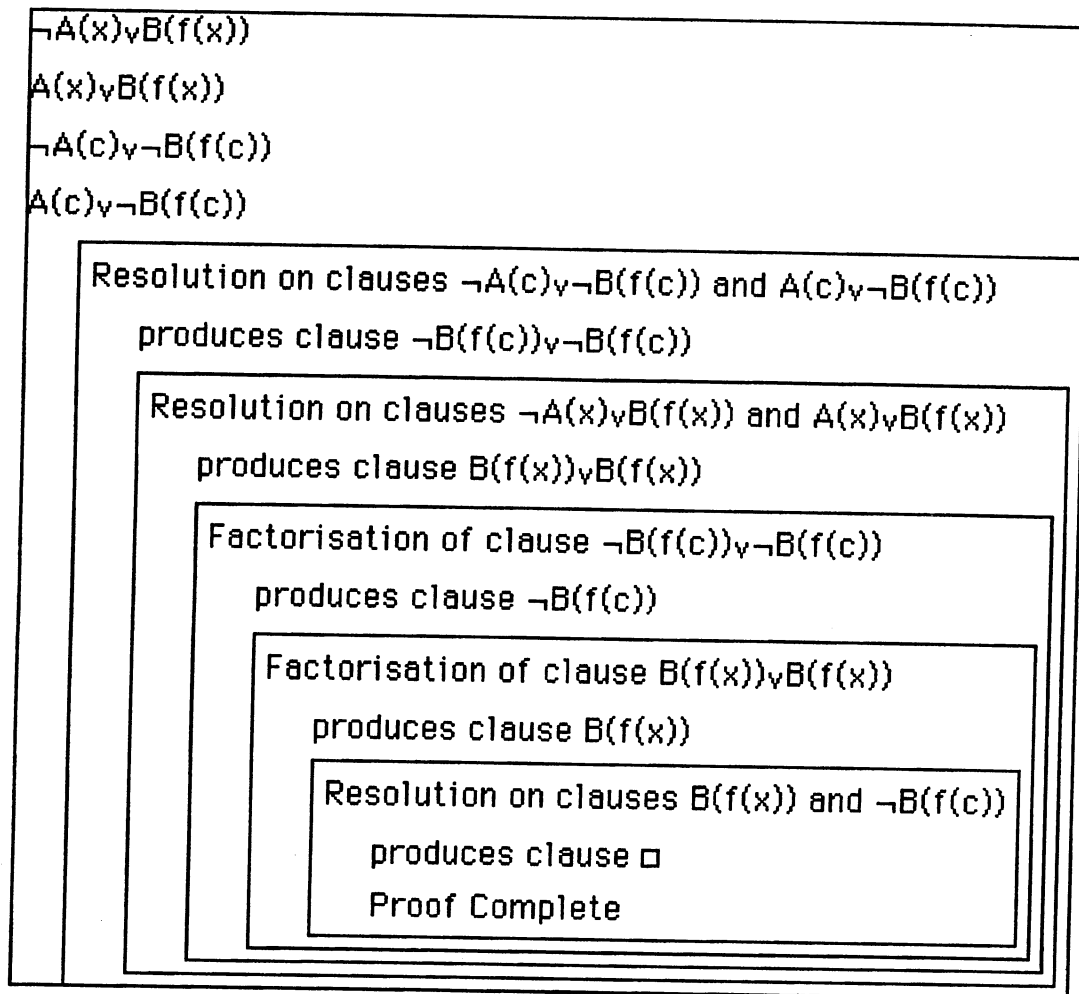 ¬A(x)∨B(f(x))
A(x)∨B(f(x))
¬A(c)∨¬B(f(c))
A(c)∨¬B(f(c))
Resolution on clauses ¬A(c)∨¬B(f(c)) and A(c)∨¬B(f(c))
produces clause ¬B(f(c))∨¬B(f(c))
Resolution on clauses ¬A(x)∨B(f(x)) and A(x)∨B(f(x))
produces clause B(f(x))∨B(f(x))
Factorisation of clause ¬B(f(c))∨¬B(f(c))
produces clause ¬B(f(c))
Factorisation of clause B(f(x))∨B(f(x))
produces clause B(f(x))
Resolution on clauses B(f(x)) and ¬B(f(c))
produces clause □
Proof Complete